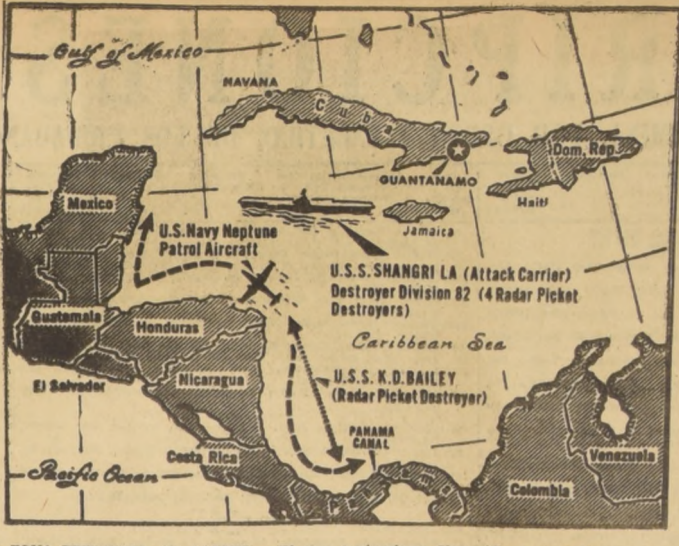 Gulf of Mexico
HAVANA
Cuba
GUANTANAMO
Dom. Rep.
Haiti
Jamaica
Mexico
U.S. Navy Neptune
Patrol Aircraft
U.S.S. SHANGRI LA (Attack Carrier)
Destroyer Division 82 (4 Radar Picket
Destroyers)
Guatemala
Honduras
Caribbean Sea
El Salvador
Nicaragua
U.S.S. K.D. BAILEY
(Radar Picket Destroyer)
PANAMA
CANAL
Costa Rica
Venezuela
Pacific Ocean
Colombia